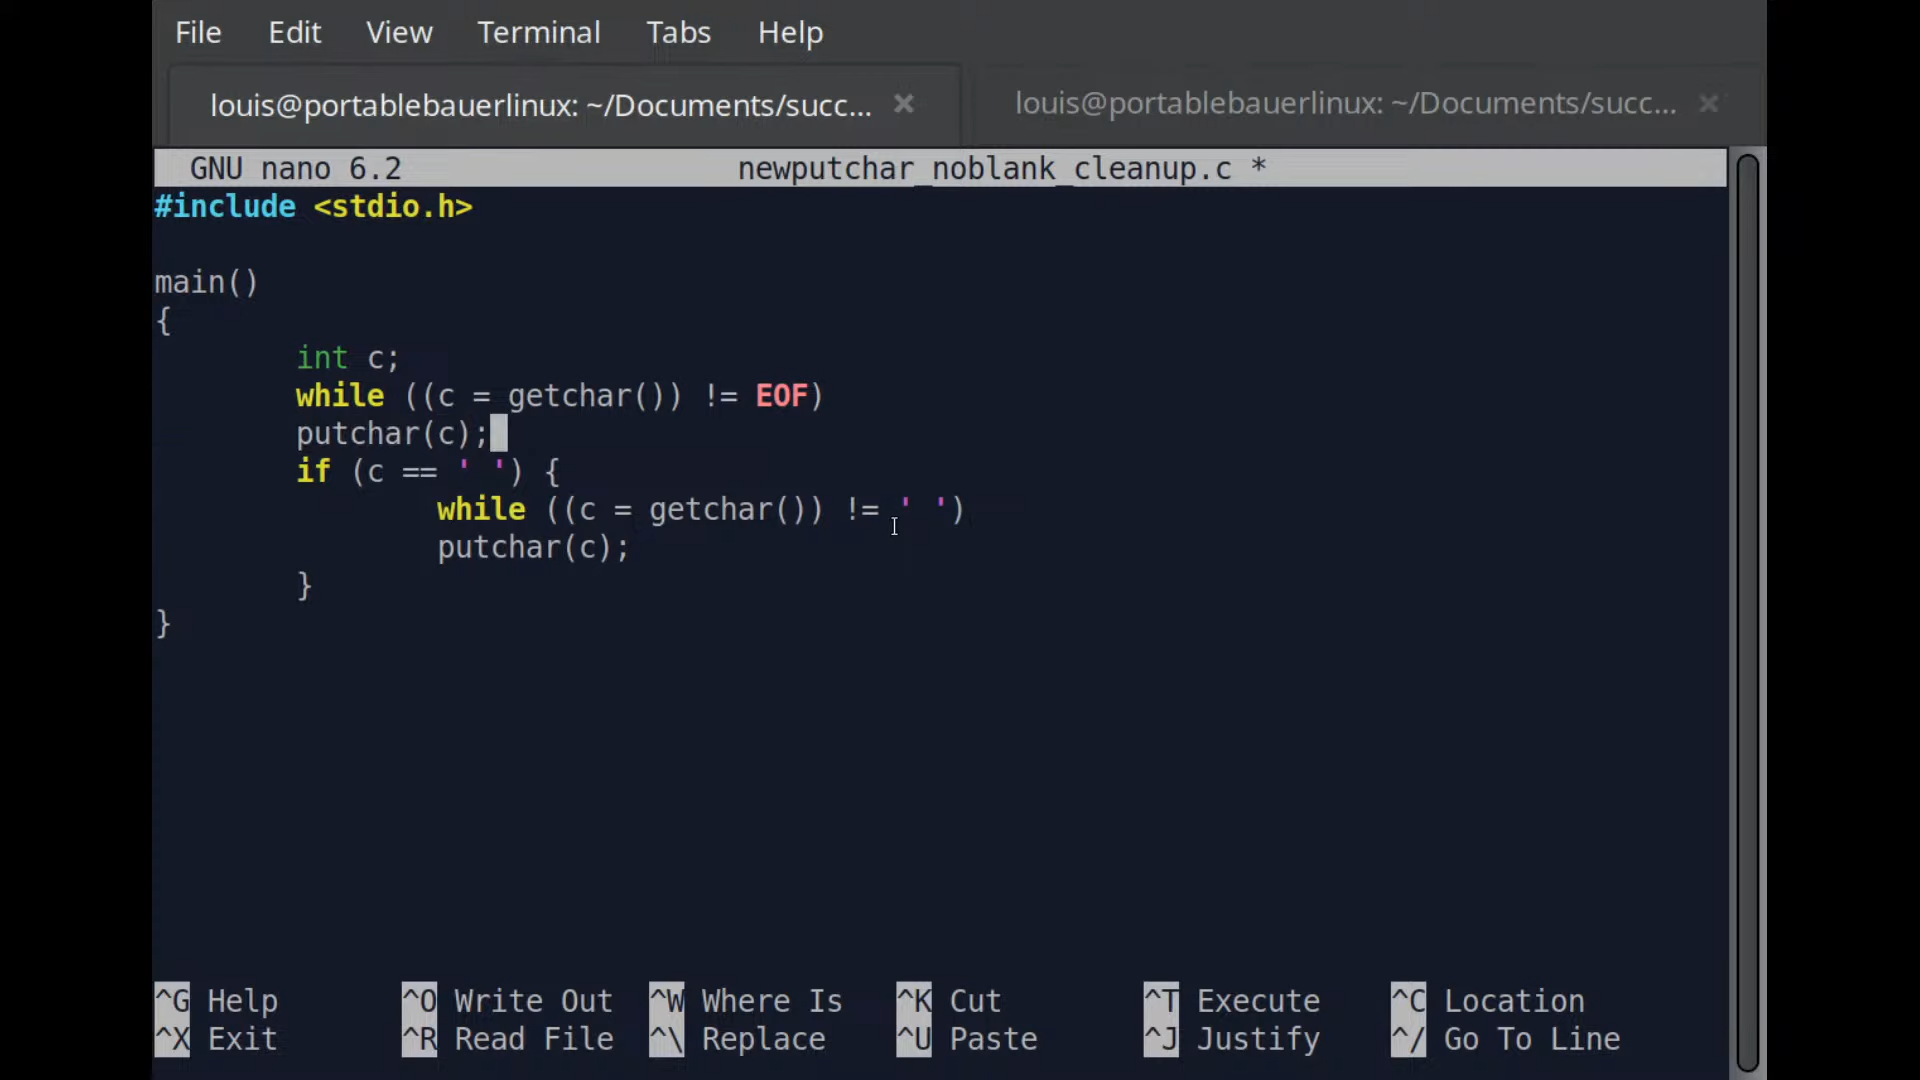 File Edit View Terminal Tabs Help
louis@portablebauerlinux: ~/Documents/succ... × louis@portablebauerlinux: ~/Documents/succ... ×
GNU nano 6.2 newputchar_noblank_cleanup.c *
#include <stdio.h>
main()
{
int c;
while ((c = getchar()) != EOF)
putchar(c);
if (c == ' ') {
while ((c = getchar()) != ' ')
putchar(c);
}
}
^G Help ^O Write Out ^W Where Is ^K Cut ^T Execute ^C Location
^X Exit ^R Read File ^\ Replace ^U Paste ^J Justify ^/ Go To Line